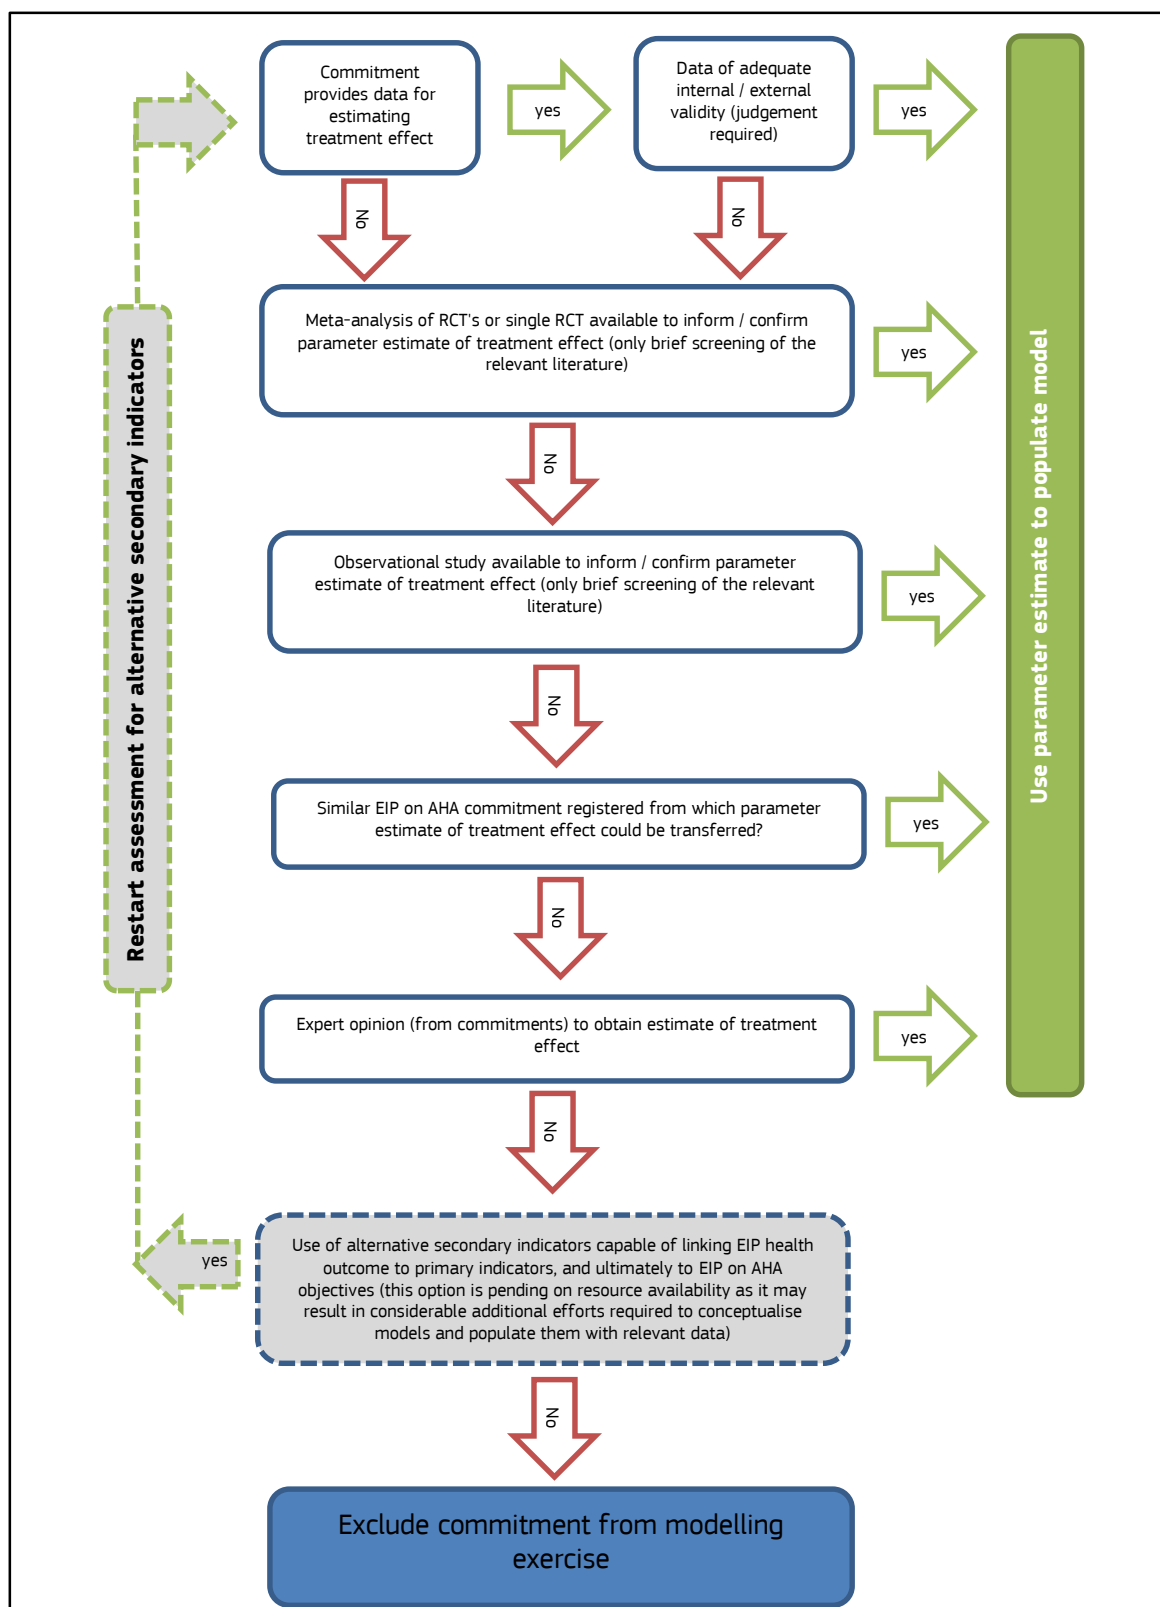 Commitment
provides data for
estimating
treatment effect
yes
Data of adequate
internal / external
validity (judgement
required)
yes
No
No
Meta-analysis of RCT's or single RCT available to inform / confirm
parameter estimate of treatment effect (only brief screening of the
relevant literature)
yes
No
Observational study available to inform / confirm parameter
estimate of treatment effect (only brief screening of the relevant
literature)
yes
No
Similar EIP on AHA commitment registered from which parameter
estimate of treatment effect could be transferred?
yes
No
Expert opinion (from commitments) to obtain estimate of treatment
effect
yes
No
Use of alternative secondary indicators capable of linking EIP health
outcome to primary indicators, and ultimately to EIP on AHA
objectives (this option is pending on resource availability as it may
result in considerable additional efforts required to conceptualise
models and populate them with relevant data)
yes
No
Exclude commitment from modelling
exercise
Restart assessment for alternative secondary indicators
Use parameter estimate to populate model